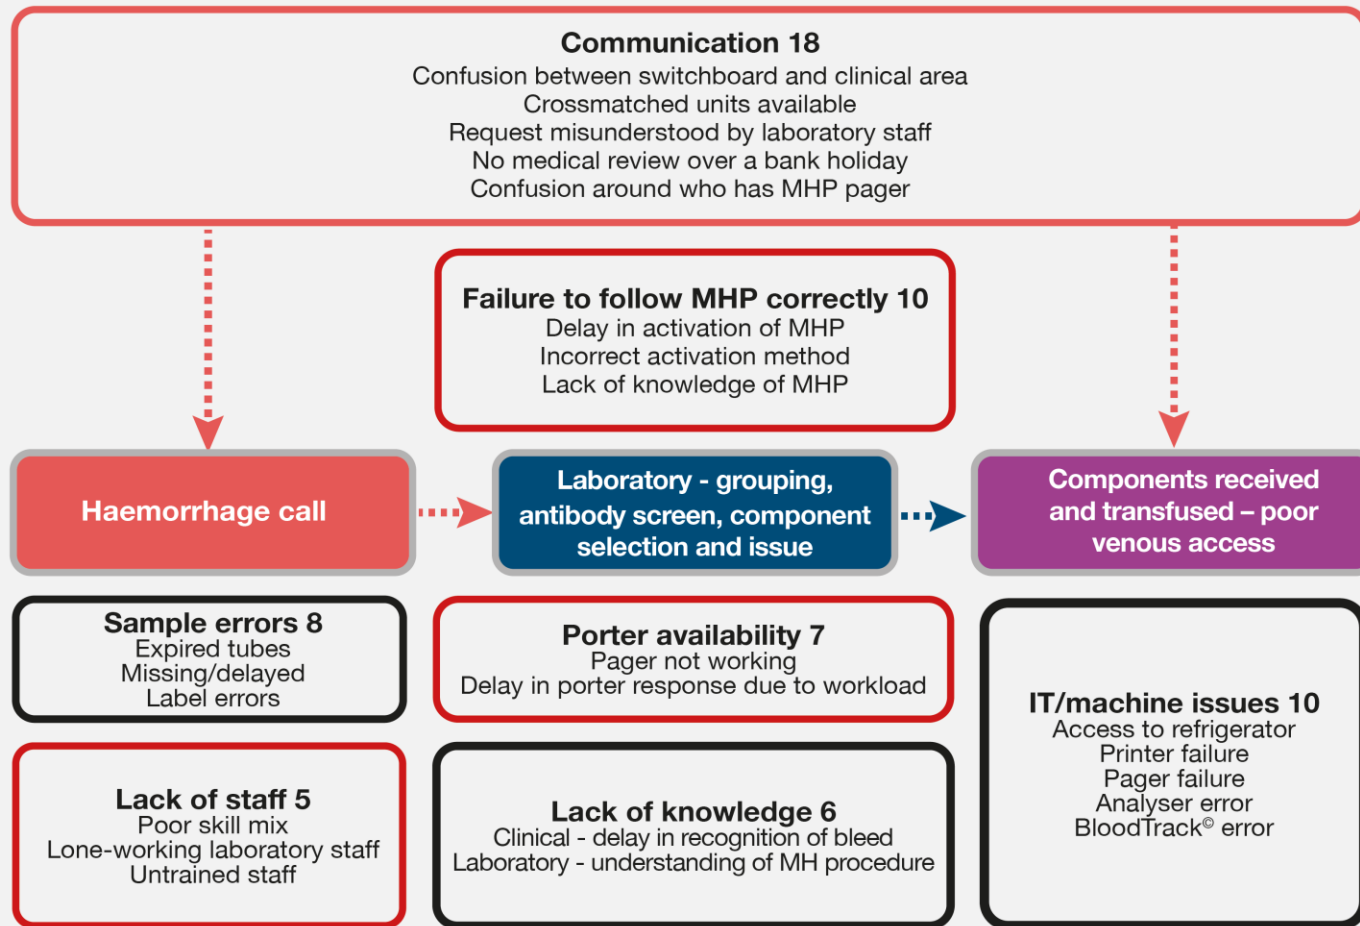 Communication 18
Confusion between switchboard and clinical area
Crossmatched units available
Request misunderstood by laboratory staff
No medical review over a bank holiday
Confusion around who has MHP pager
Failure to follow MHP correctly 10
Delay in activation of MHP
Incorrect activation method
Lack of knowledge of MHP
Haemorrhage call
Laboratory - grouping,
antibody screen, component
selection and issue
Components received
and transfused – poor
venous access
Sample errors 8
Expired tubes
Missing/delayed
Label errors
Porter availability 7
Pager not working
Delay in porter response due to workload
IT/machine issues 10
Access to refrigerator
Printer failure
Pager failure
Analyser error
BloodTrack© error
Lack of staff 5
Poor skill mix
Lone-working laboratory staff
Untrained staff
Lack of knowledge 6
Clinical - delay in recognition of bleed
Laboratory - understanding of MH procedure